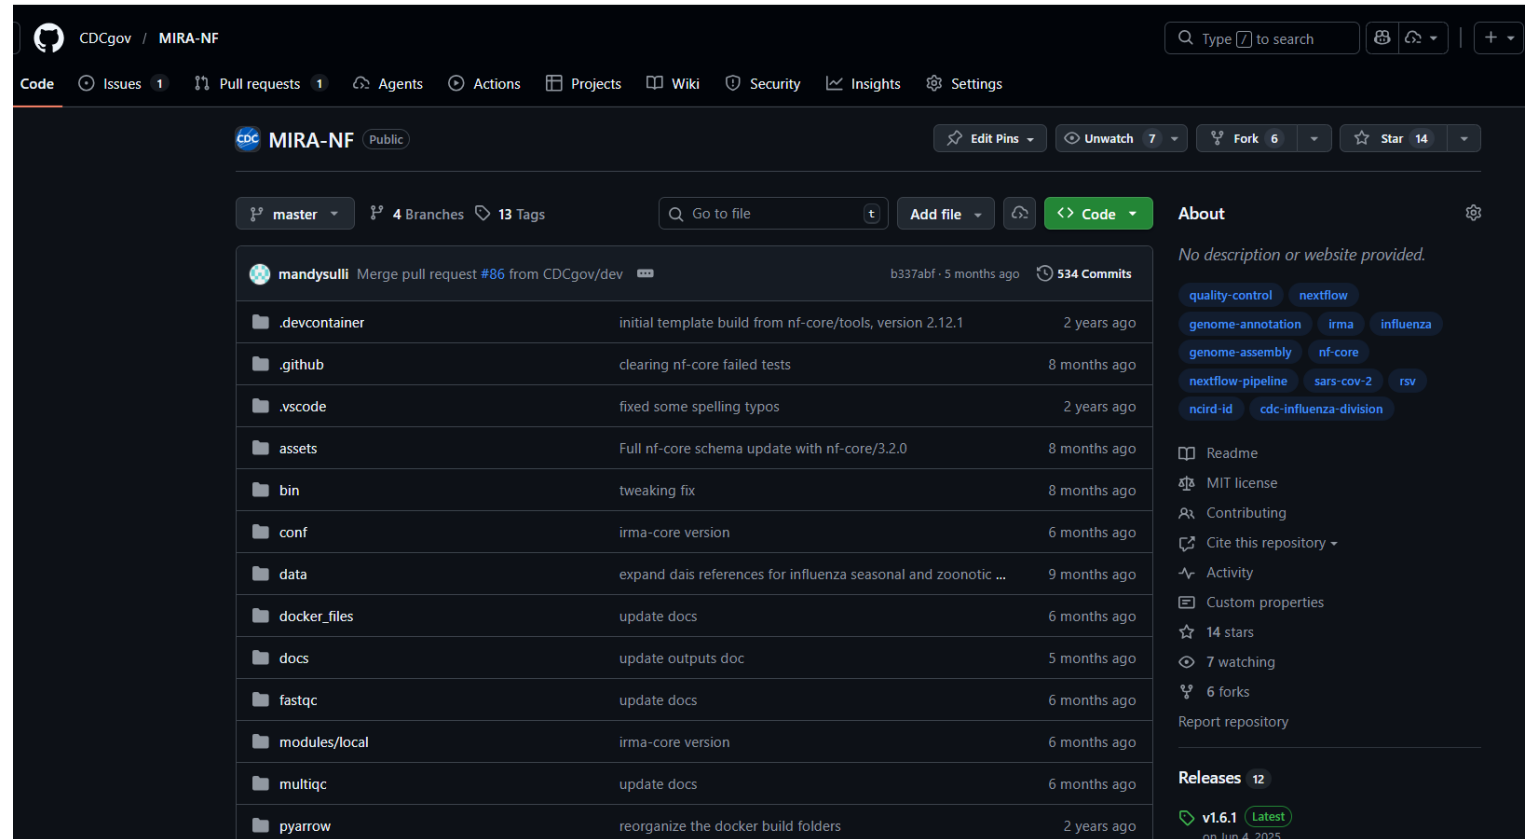 CDCgov / MIRA-NF
Type / to search
Code Issues 1 Pull requests 1 Agents Actions Projects Wiki Security Insights Settings
CDC MIRA-NF Public
Edit Pins Unwatch 7 Fork 6 Star 14
master 4 Branches 13 Tags Go to file t Add file Code
mandysulli Merge pull request #86 from CDCgov/dev b337abf · 5 months ago 534 Commits
.devcontainer initial template build from nf-core/tools, version 2.12.1 2 years ago
.github clearing nf-core failed tests 8 months ago
.vscode fixed some spelling typos 2 years ago
assets Full nf-core schema update with nf-core/3.2.0 8 months ago
bin tweaking fix 8 months ago
conf irma-core version 6 months ago
data expand dais references for influenza seasonal and zoonotic ... 9 months ago
docker_files update docs 6 months ago
docs update outputs doc 5 months ago
fastqc update docs 6 months ago
modules/local irma-core version 6 months ago
multiqc update docs 6 months ago
pyarrow reorganize the docker build folders 2 years ago
About
No description or website provided.
quality-control nextflow
genome-annotation irma influenza
genome-assembly nf-core
nextflow-pipeline sars-cov-2 rsv
ncird-id cdc-influenza-division
Readme
MIT license
Contributing
Cite this repository
Activity
Custom properties
14 stars
7 watching
6 forks
Report repository
Releases 12
v1.6.1 Latest
on Jun 4, 2025